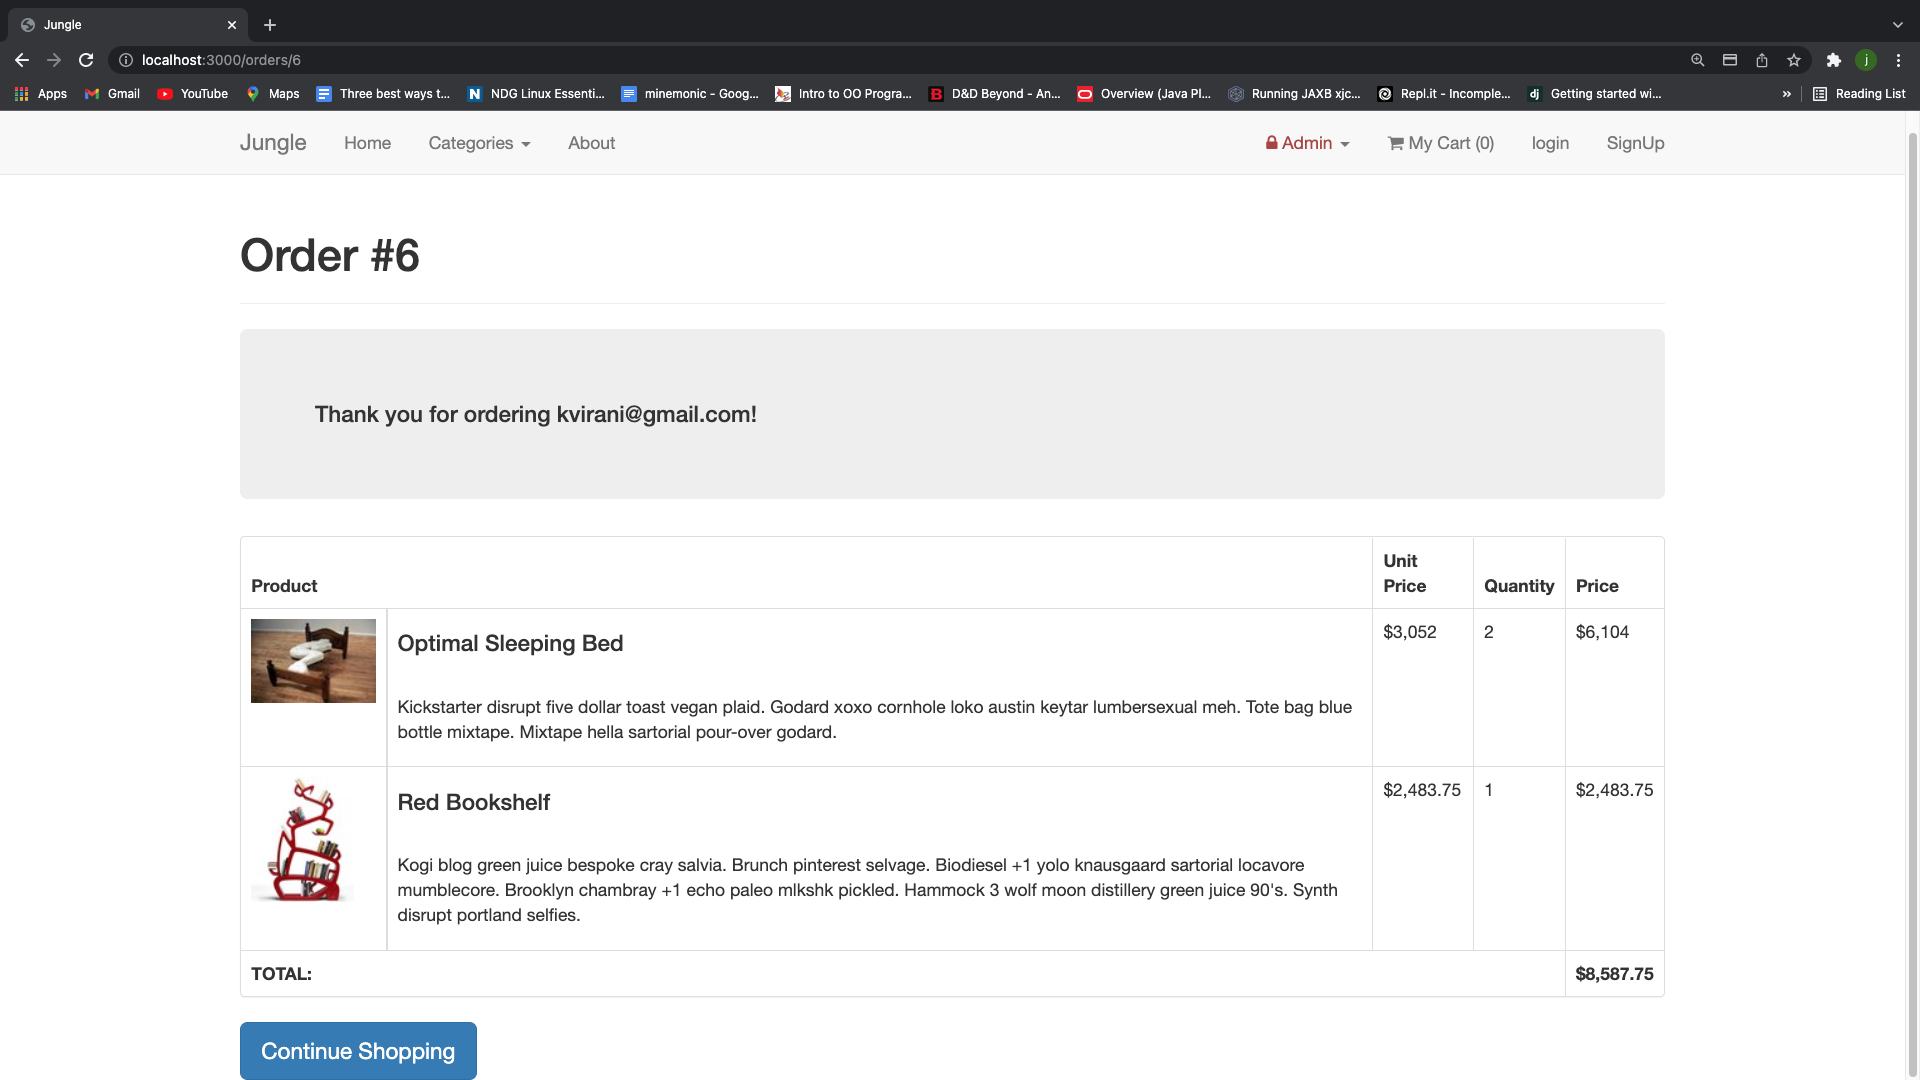 Jungle
localhost:3000/orders/6
j
Apps
Gmail
YouTube
Maps
Three best ways t...
NDG Linux Essenti...
minemonic - Goog...
Intro to OO Progra...
D&D Beyond - An...
Overview (Java Pl...
Running JAXB xjc...
Repl.it - Incomple...
dj
Getting started wi...
»
Reading List
Jungle
Home
Categories
About
Admin
My Cart (0)
login
SignUp
Order #6
Thank you for ordering kvirani@gmail.com!
Product
Unit
Price
Quantity
Price
Optimal Sleeping Bed
$3,052
2
$6,104
Kickstarter disrupt five dollar toast vegan plaid. Godard xoxo cornhole loko austin keytar lumbersexual meh. Tote bag blue
bottle mixtape. Mixtape hella sartorial pour-over godard.
Red Bookshelf
$2,483.75
1
$2,483.75
Kogi blog green juice bespoke cray salvia. Brunch pinterest selvage. Biodiesel +1 yolo knausgaard sartorial locavore
mumblecore. Brooklyn chambray +1 echo paleo mlkshk pickled. Hammock 3 wolf moon distillery green juice 90's. Synth
disrupt portland selfies.
TOTAL:
$8,587.75
Continue Shopping